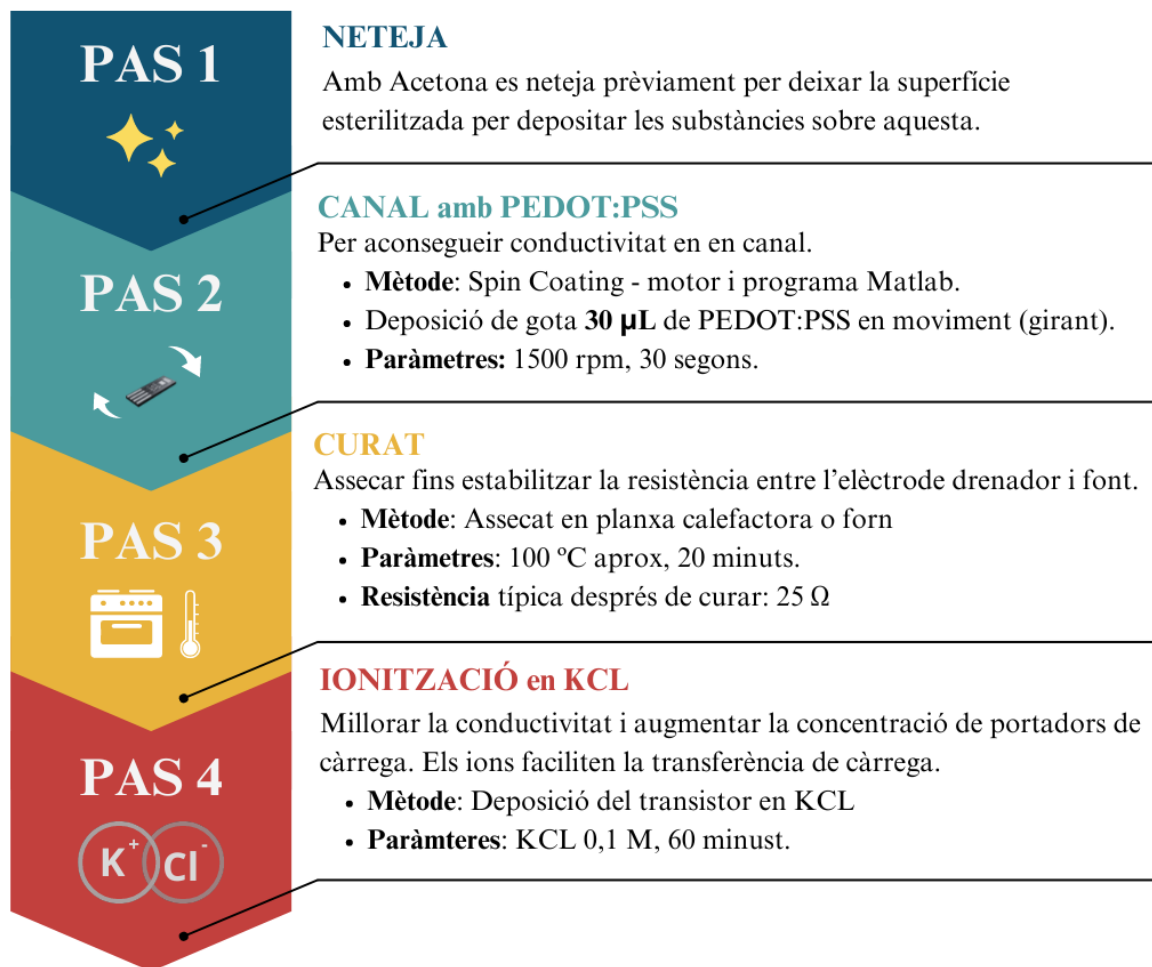 PAS 1
NETEJA
Amb Acetona es neteja prèviament per deixar la superfície
esterilitzada per depositar les substàncies sobre aquesta.
PAS 2
CANAL amb PEDOT:PSS
Per aconsegueir conductivitat en en canal.
• Mètode: Spin Coating - motor i programa Matlab.
• Deposició de gota 30 μL de PEDOT:PSS en moviment (girant).
• Paràmetres: 1500 rpm, 30 segons.
PAS 3
CURAT
Assecar fins estabilitzar la resistència entre l’elèctrode drenador i font.
• Mètode: Assecat en planxa calefactora o forn
• Paràmetres: 100 ºC aprox, 20 minuts.
• Resistència típica després de curar: 25 Ω
PAS 4
K+ Cl-
IONITZACIÓ en KCL
Millorar la conductivitat i augmentar la concentració de portadors de
càrrega. Els ions faciliten la transferència de càrrega.
• Mètode: Deposició del transistor en KCL
• Paràmteres: KCL 0,1 M, 60 minust.